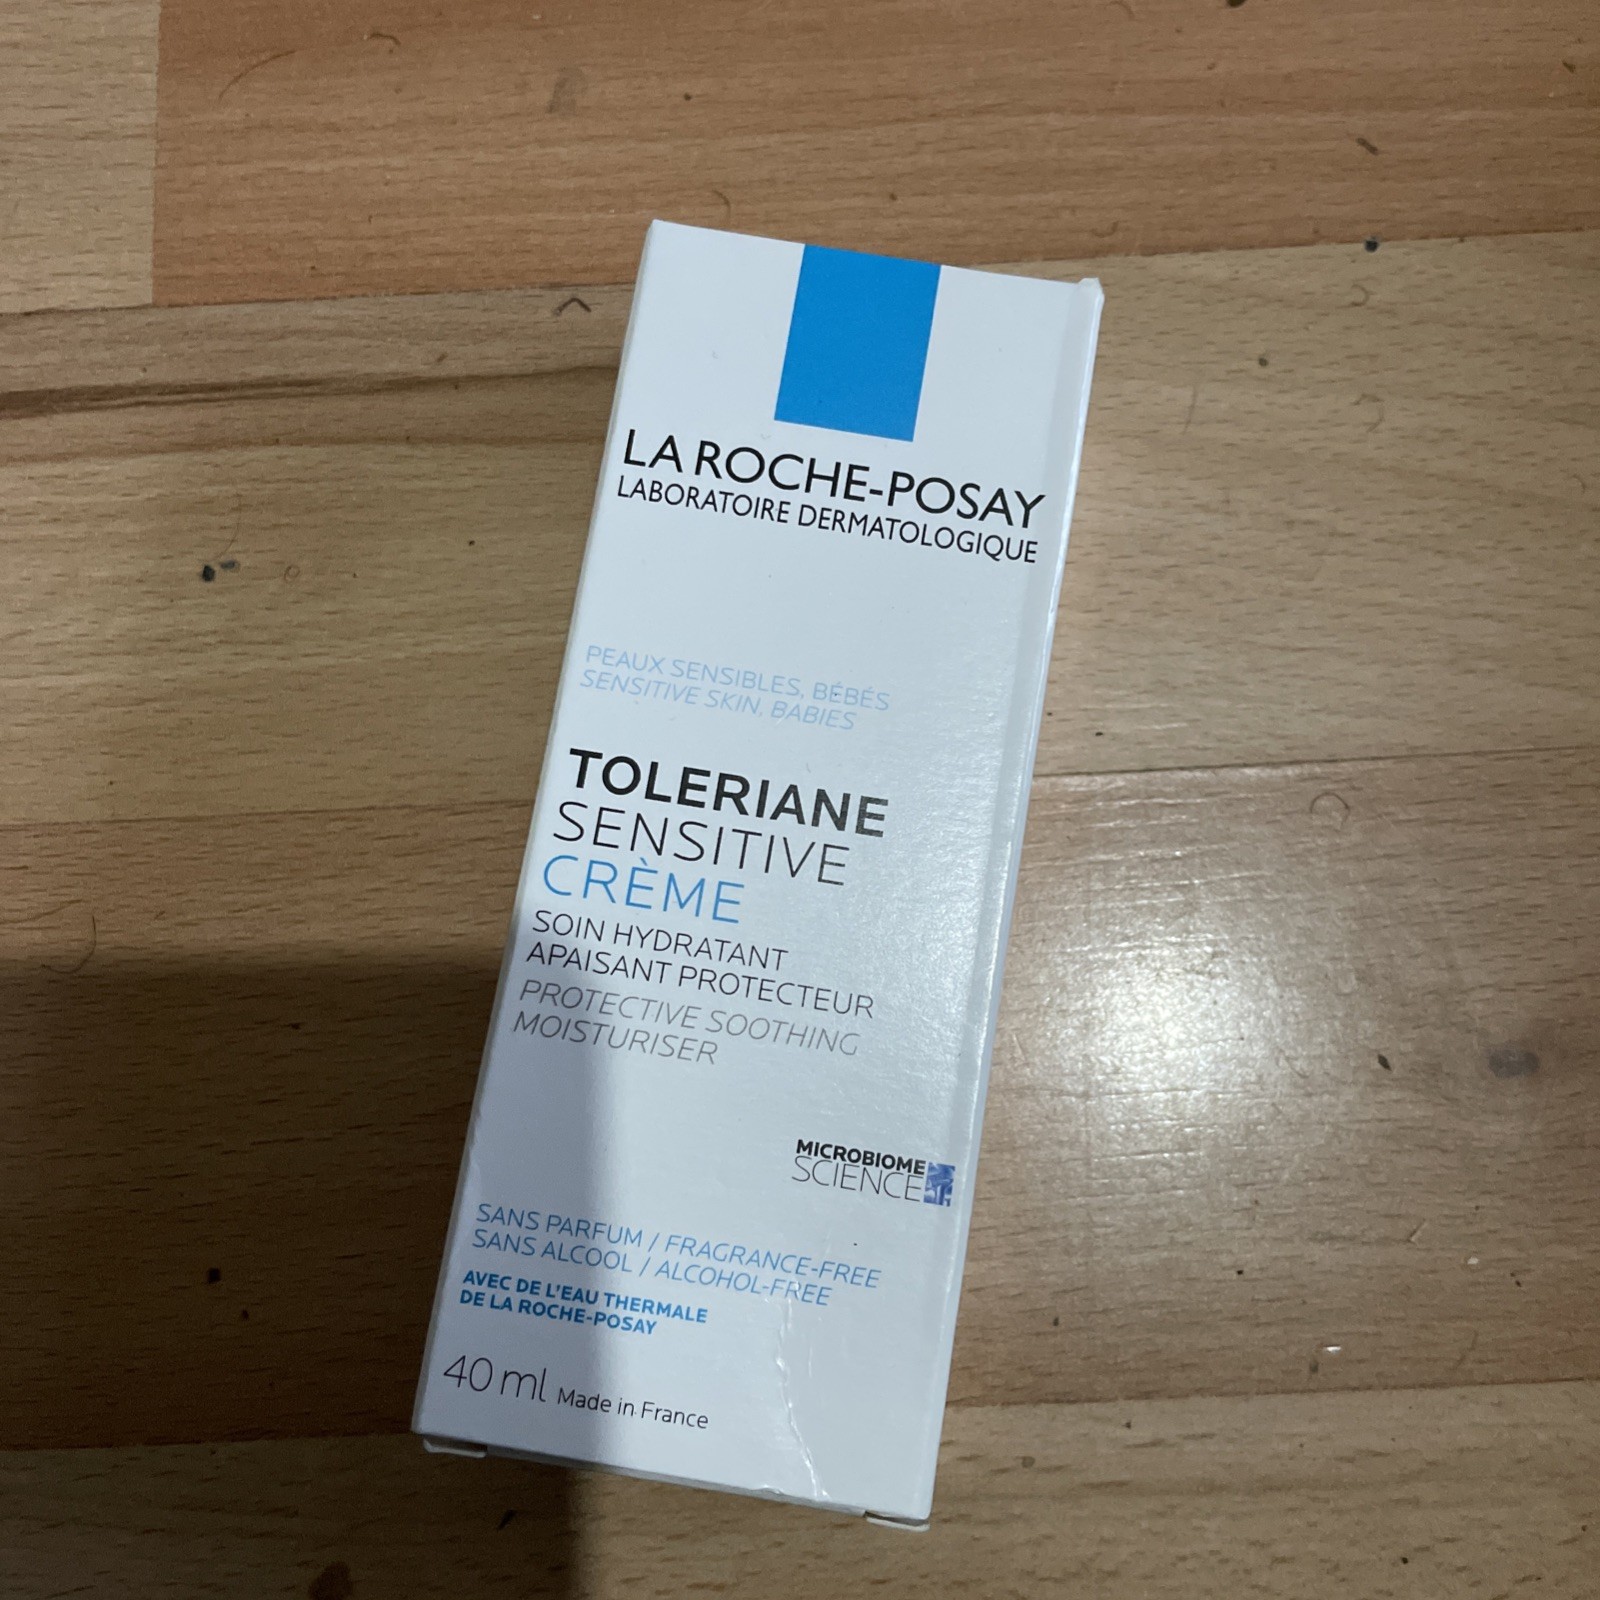 LA ROCHE-POSAY
LABORATOIRE DERMATOLOGIQUE
PEAUX SENSIBLES, BÉBÉS
SENSITIVE SKIN, BABIES
TOLERIANE
SENSITIVE
CRÈME
SOIN HYDRATANT
APAISANT PROTECTEUR
PROTECTIVE SOOTHING
MOISTURISER
MICROBIOME
SCIENCE
SANS PARFUM / FRAGRANCE-FREE
SANS ALCOOL / ALCOHOL-FREE
AVEC DE L'EAU THERMALE
DE LA ROCHE-POSAY
40 ml Made in France